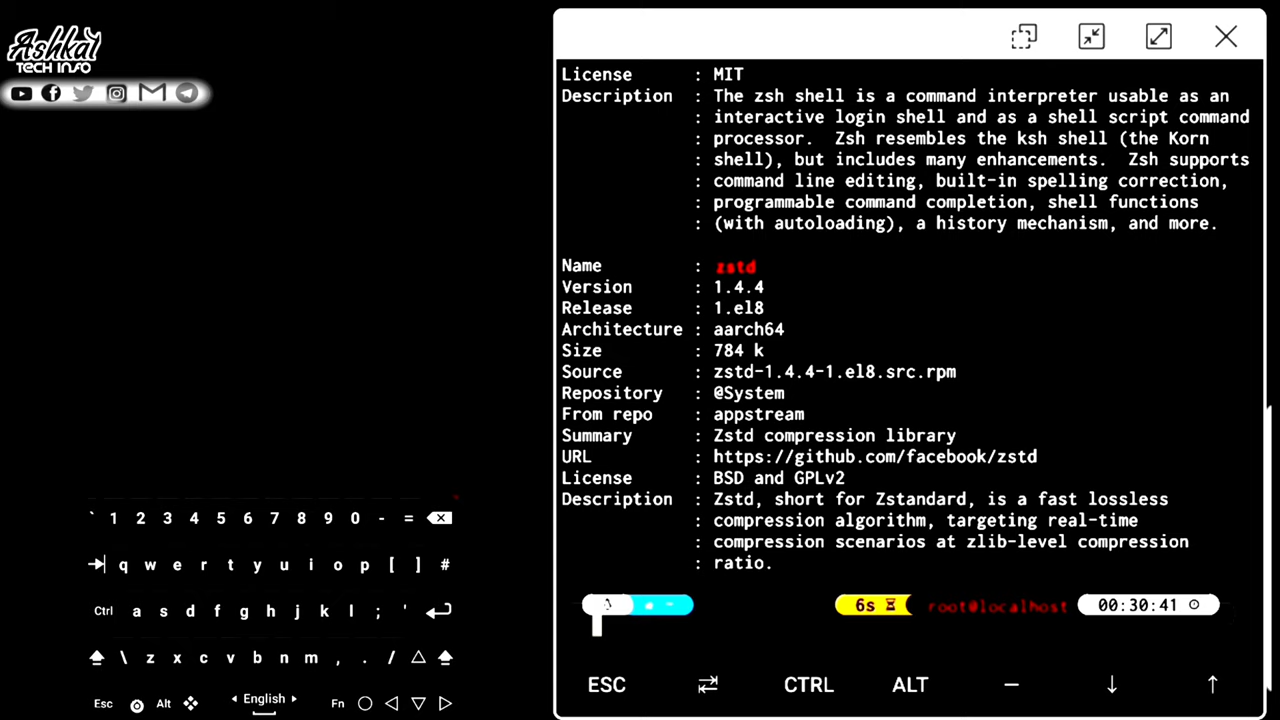 Ashkal
TECH INFO
License : MIT
Description : The zsh shell is a command interpreter usable as an
: interactive login shell and as a shell script command
: processor. Zsh resembles the ksh shell (the Korn
: shell), but includes many enhancements. Zsh supports
: command line editing, built-in spelling correction,
: programmable command completion, shell functions
: (with autoloading), a history mechanism, and more.
Name : zstd
Version : 1.4.4
Release : 1.el8
Architecture : aarch64
Size : 784 k
Source : zstd-1.4.4-1.el8.src.rpm
Repository : @System
From repo : appstream
Summary : Zstd compression library
URL : https://github.com/facebook/zstd
License : BSD and GPLv2
Description : Zstd, short for Zstandard, is a fast lossless
: compression algorithm, targeting real-time
: compression scenarios at zlib-level compression
: ratio.
6s root@localhost 00:30:41
ESC CTRL ALT —
` 1 2 3 4 5 6 7 8 9 0 - =
q w e r t y u i o p [ ] #
Ctrl a s d f g h j k l ; '
\ z x c v b n m , . /
Esc Alt English Fn